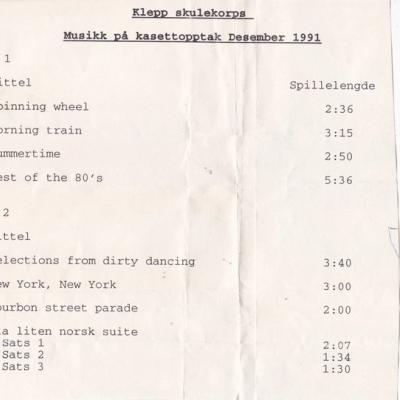 Klepp skulekorps
Musikk på kasettopptak Desember 1991
1
ittel Spillelengde
pinning wheel 2:36
orning train 3:15
ummertime 2:50
est of the 80's 5:36
2
ittel
elections from dirty dancing 3:40
ew York, New York 3:00
ourbon street parade 2:00
a liten norsk suite
Sats 1 2:07
Sats 2 1:34
Sats 3 1:30